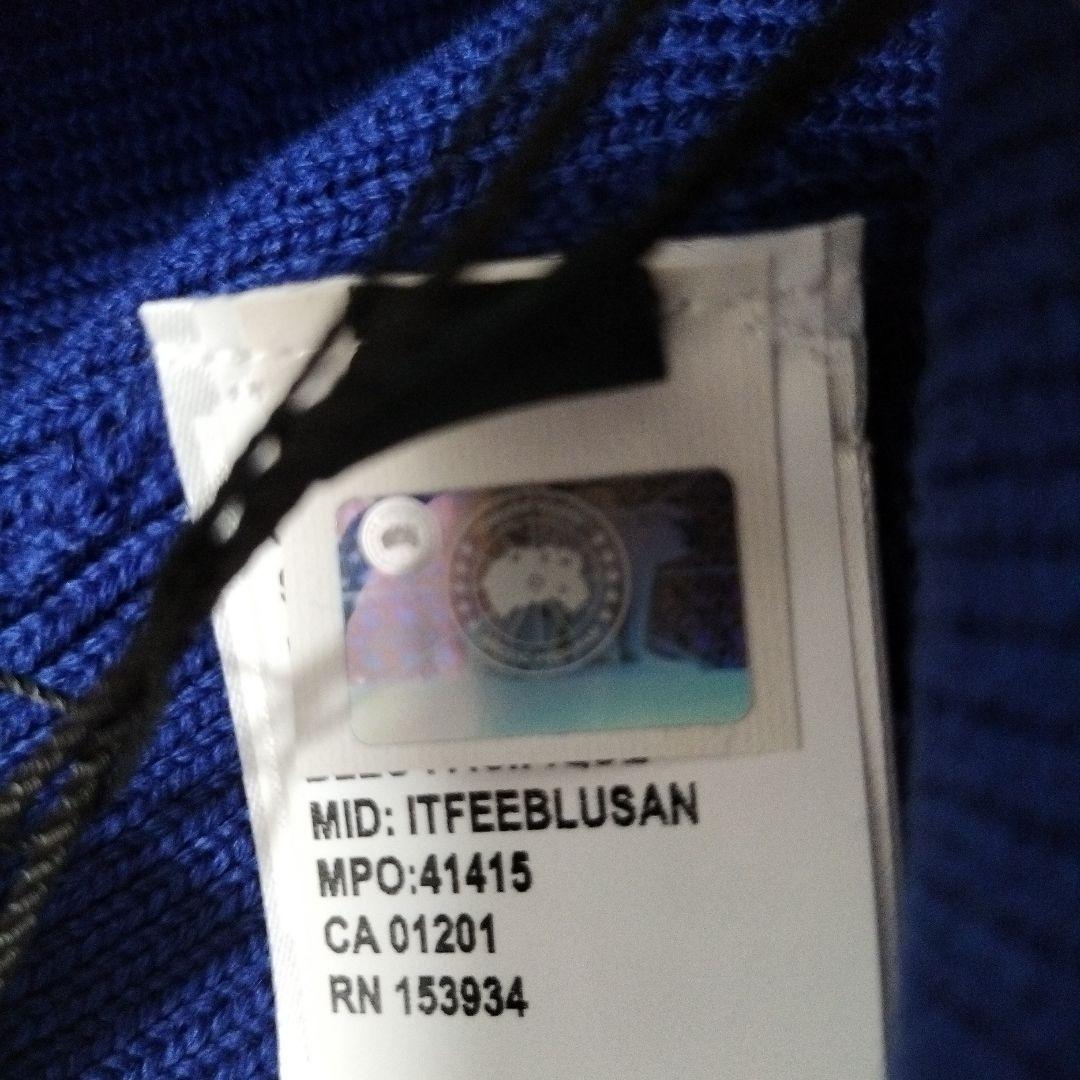 MID: ITFEEBLUSAN
MPO:41415
CA 01201
RN 153934